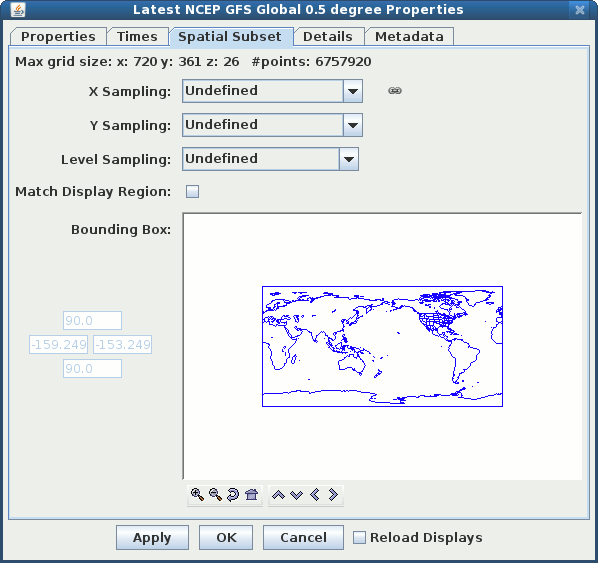 Latest NCEP GFS Global 0.5 degree Properties
Properties Times Spatial Subset Details Metadata
Max grid size: x: 720 y: 361 z: 26 #points: 6757920
X Sampling: Undefined
Y Sampling: Undefined
Level Sampling: Undefined
Match Display Region:
Bounding Box:
90.0
-159.249 -153.249
90.0
Apply OK Cancel Reload Displays